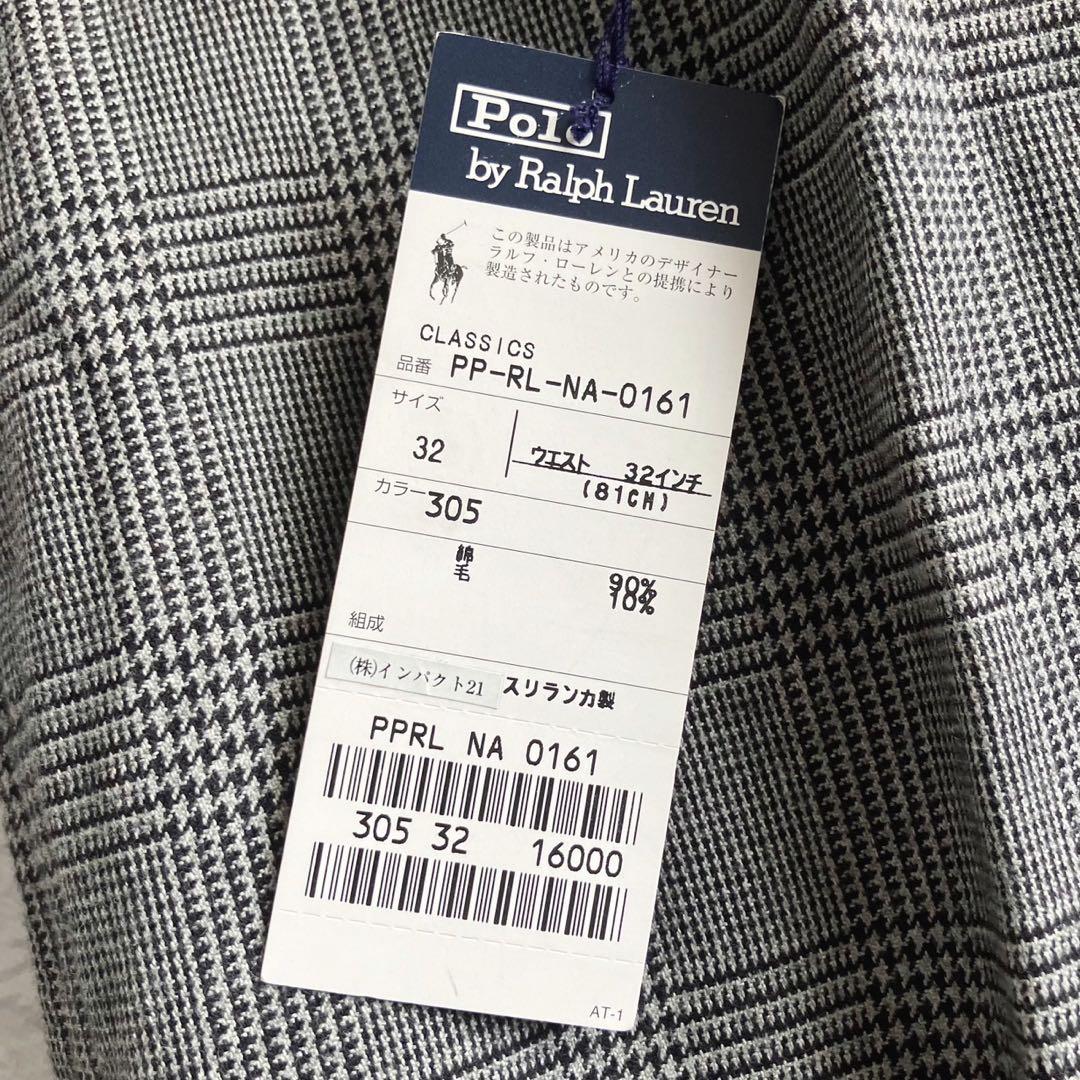 Polo
by Ralph Lauren
この製品はアメリカのデザイナー
ラルフ・ローレンとの提携により
製造されたものです。
CLASSICS
品番 PP-RL-NA-0161
サイズ
32 ウエスト 32インチ
(81CM)
カラー 305
綿 90%
毛 10%
組成
(株)インパクト21 スリランカ製
PPRL NA 0161
305 32 16000
AT-1